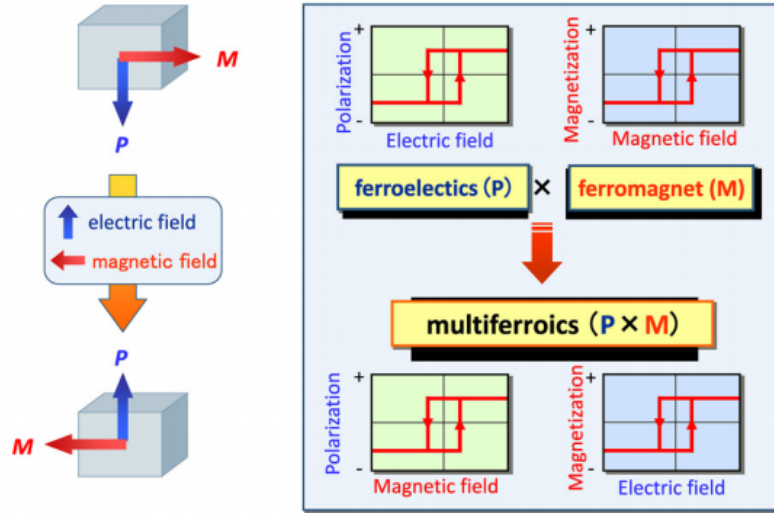 M
P
electric field
magnetic field
P
M
+
-
Polarization
Electric field
+
-
Magnetization
Magnetic field
ferroelectics (P) × ferromagnet (M)
multiferroics (P × M)
+
-
Polarization
Magnetic field
+
-
Magnetization
Electric field